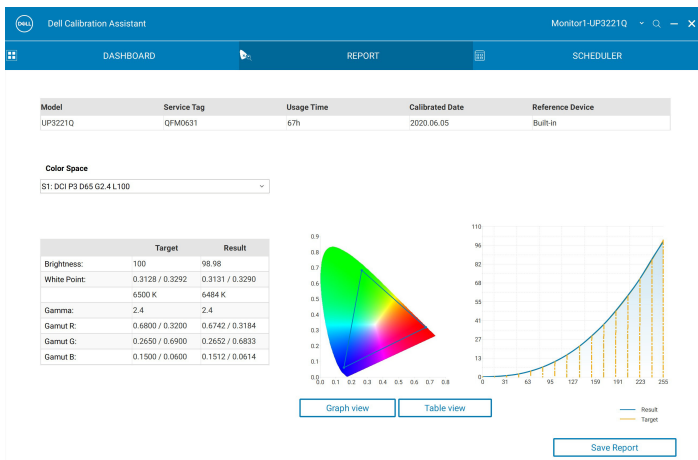 DELL Dell Calibration Assistant Monitor1-UP3221Q
DASHBOARD REPORT SCHEDULER
Model Service Tag Usage Time Calibrated Date Reference Device
UP3221Q QFM0631 67h 2020.06.05 Built-in
Color Space
S1: DCI P3 D65 G2.4 L100
Target Result
Brightness: 100 98.98
White Point: 0.3128 / 0.3292 0.3131 / 0.3290
6500 K 6484 K
Gamma: 2.4 2.4
Gamut R: 0.6800 / 0.3200 0.6742 / 0.3184
Gamut G: 0.2650 / 0.6900 0.2652 / 0.6833
Gamut B: 0.1500 / 0.0600 0.1512 / 0.0614
0.9
0.8
0.7
0.6
0.5
0.4
0.3
0.2
0.1
0.0
0.0 0.1 0.2 0.3 0.4 0.5 0.6 0.7 0.8
110
96
82
68
55
41
27
13
0
0 31 63 95 127 159 191 223 255
Graph view Table view
Result
Target
Save Report